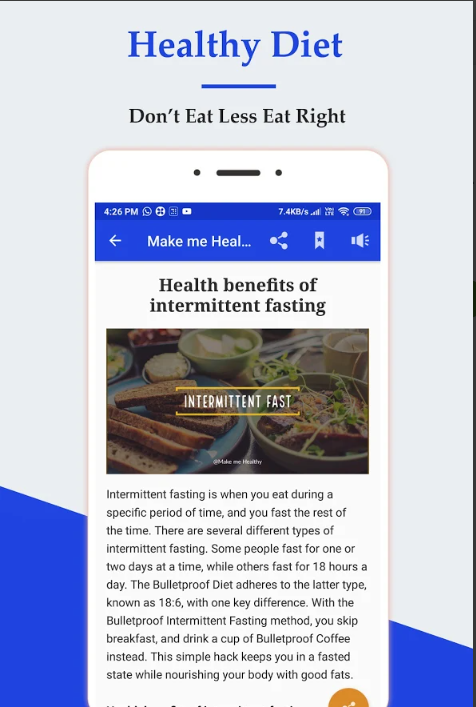 Healthy Diet
Don't Eat Less Eat Right
4:26 PM 7.4KB/s VoLTE 91
Make me Heal...
Health benefits of
intermittent fasting
INTERMITTENT FAST
@Make me Healthy
Intermittent fasting is when you eat during a
specific period of time, and you fast the rest of
the time. There are several different types of
intermittent fasting. Some people fast for one or
two days at a time, while others fast for 18 hours a
day. The Bulletproof Diet adheres to the latter type,
known as 18:6, with one key difference. With the
Bulletproof Intermittent Fasting method, you skip
breakfast, and drink a cup of Bulletproof Coffee
instead. This simple hack keeps you in a fasted
state while nourishing your body with good fats.